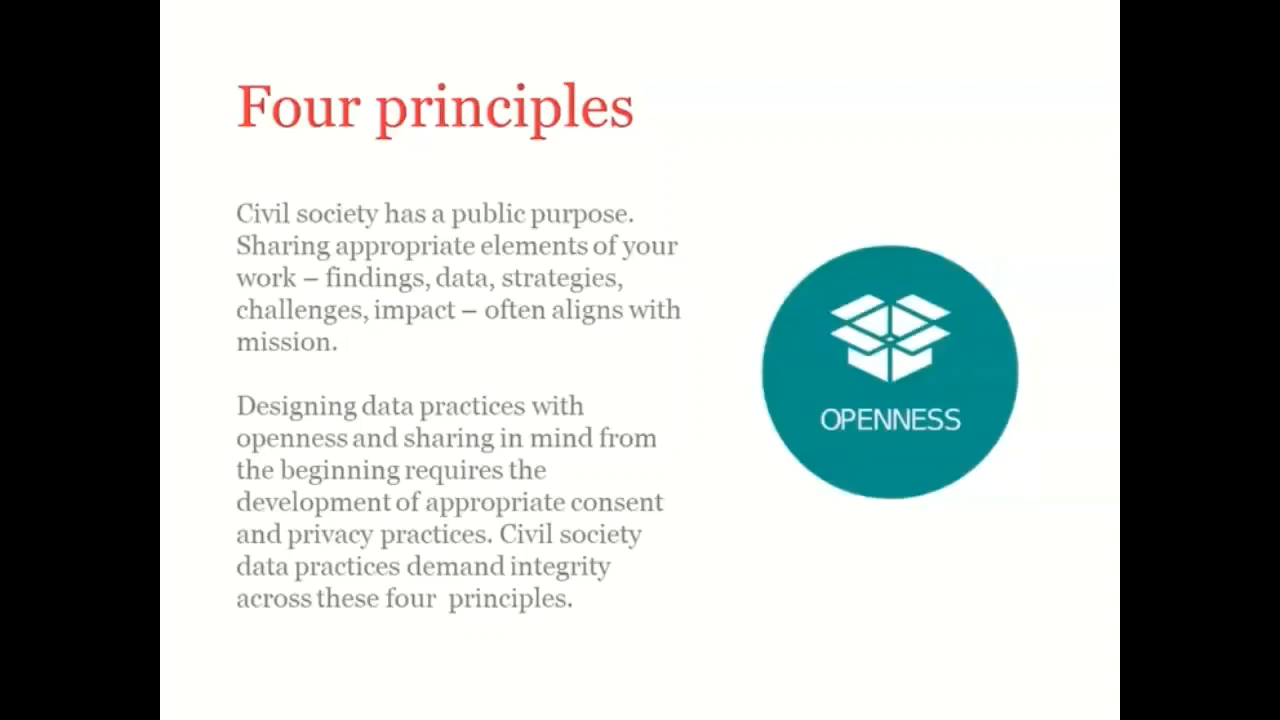 Four principles
Civil society has a public purpose.
Sharing appropriate elements of your
work – findings, data, strategies,
challenges, impact – often aligns with
mission.
Designing data practices with
openness and sharing in mind from
the beginning requires the
development of appropriate consent
and privacy practices. Civil society
data practices demand integrity
across these four principles.
OPENNESS